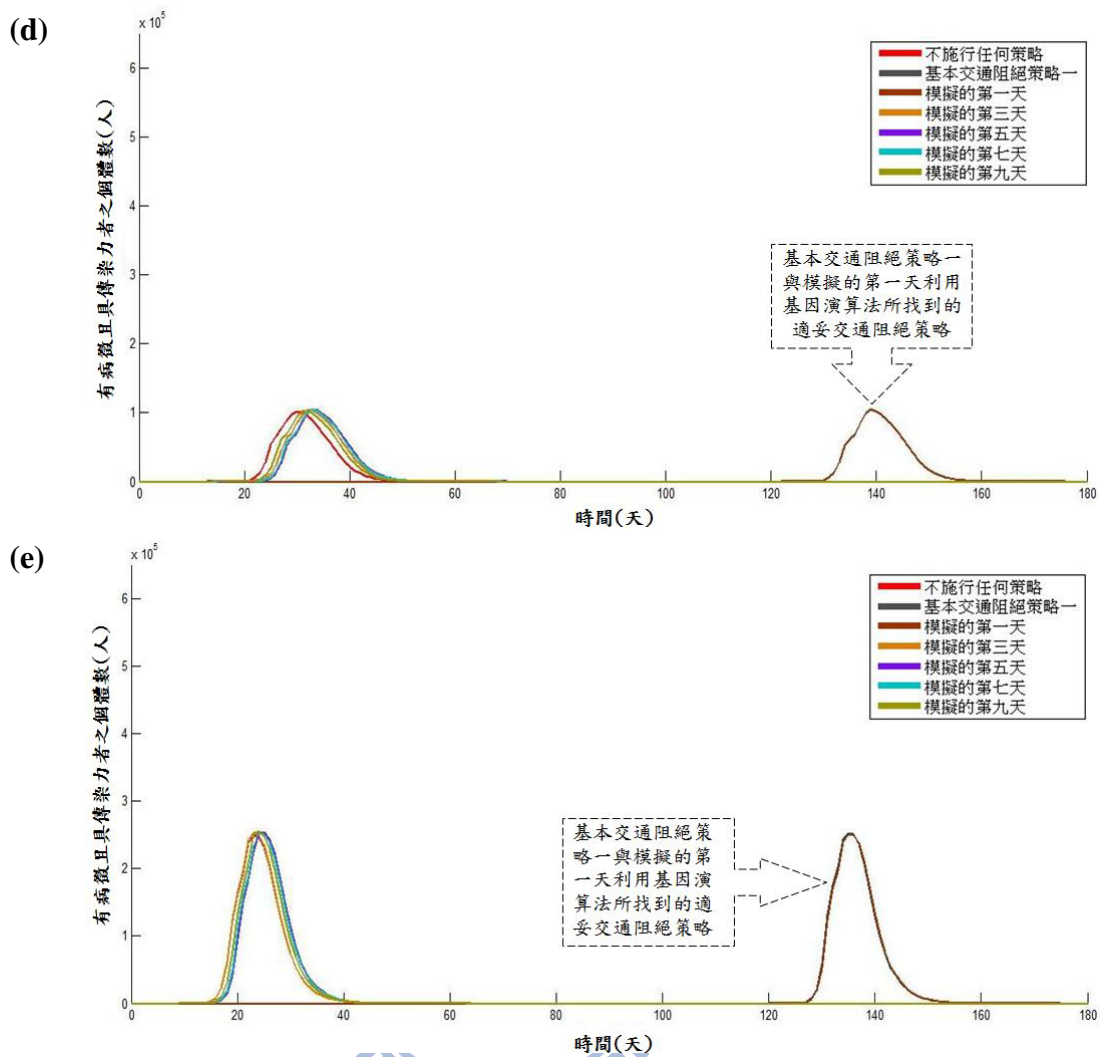 (d)
x 10⁵
6
5
4
3
2
1
0
有病徵且具傳染力者之個體數(人)
不施行任何策略
基本交通阻絕策略一
模擬的第一天
模擬的第三天
模擬的第五天
模擬的第七天
模擬的第九天
基本交通阻絕策略一
與模擬的第一天利用
基因演算法所找到的
適妥交通阻絕策略
0 20 40 60 80 100 120 140 160 180
時間(天)
(e)
x 10⁵
6
5
4
3
2
1
0
有病徵且具傳染力者之個體數(人)
不施行任何策略
基本交通阻絕策略一
模擬的第一天
模擬的第三天
模擬的第五天
模擬的第七天
模擬的第九天
基本交通阻絕策
略一與模擬的第
一天利用基因演
算法所找到的適
妥交通阻絕策略
0 20 40 60 80 100 120 140 160 180
時間(天)